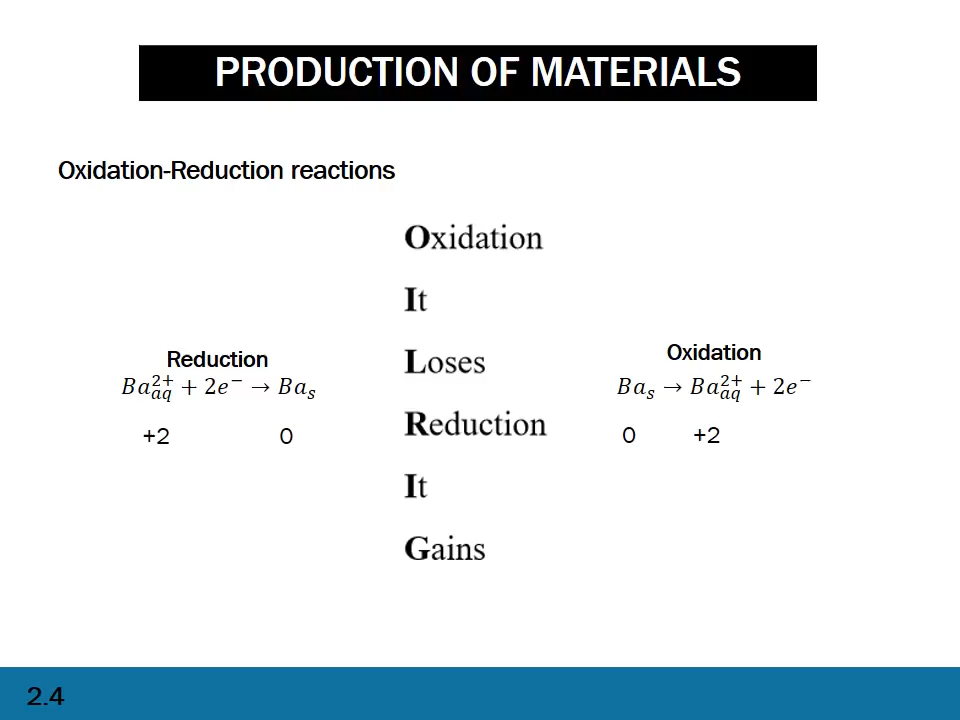 PRODUCTION OF MATERIALS
Oxidation-Reduction reactions
Oxidation
It
Loses
Reduction
It
Gains
Reduction
Ba²⁺aq + 2e⁻ → Baₛ
+2 0
Oxidation
Baₛ → Ba²⁺aq + 2e⁻
0 +2
2.4